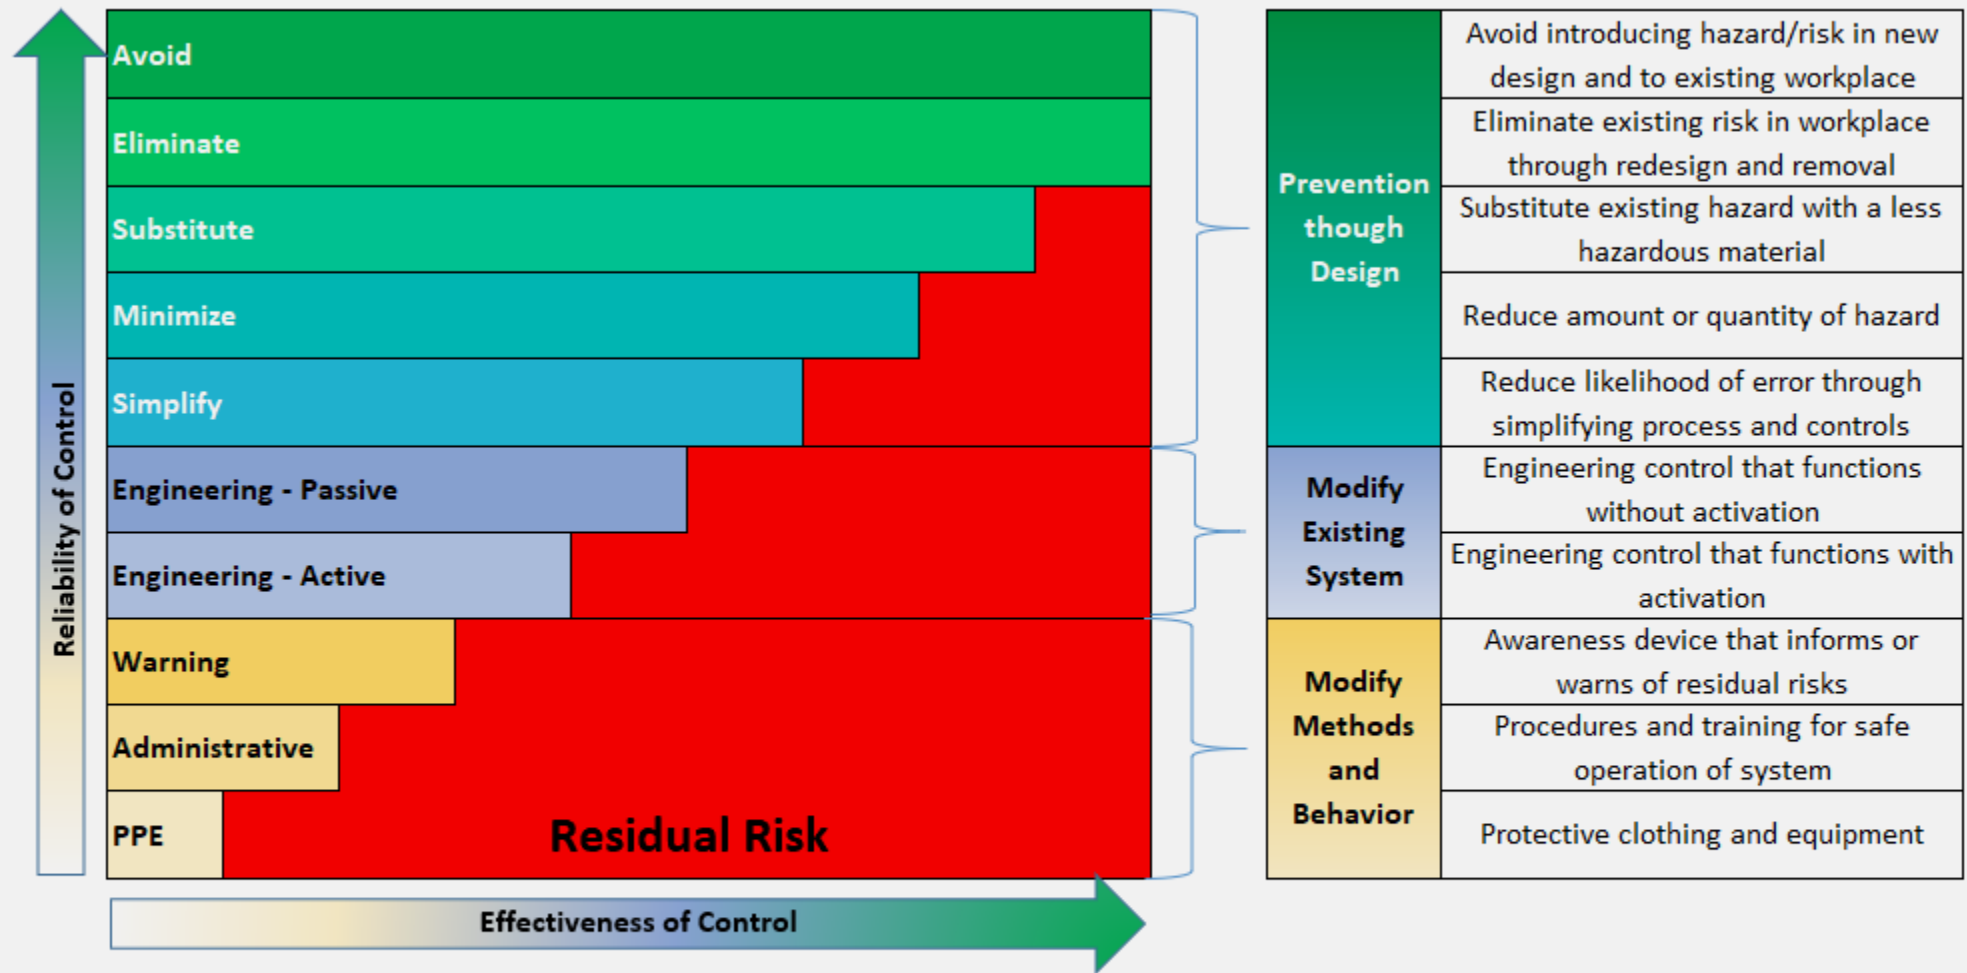 Avoid
Eliminate
Substitute
Minimize
Simplify
Engineering - Passive
Engineering - Active
Warning
Administrative
PPE
Residual Risk
Reliability of Control
Effectiveness of Control
Prevention
though
Design
Avoid introducing hazard/risk in new
design and to existing workplace
Eliminate existing risk in workplace
through redesign and removal
Substitute existing hazard with a less
hazardous material
Reduce amount or quantity of hazard
Reduce likelihood of error through
simplifying process and controls
Modify
Existing
System
Engineering control that functions
without activation
Engineering control that functions with
activation
Modify
Methods
and
Behavior
Awareness device that informs or
warns of residual risks
Procedures and training for safe
operation of system
Protective clothing and equipment